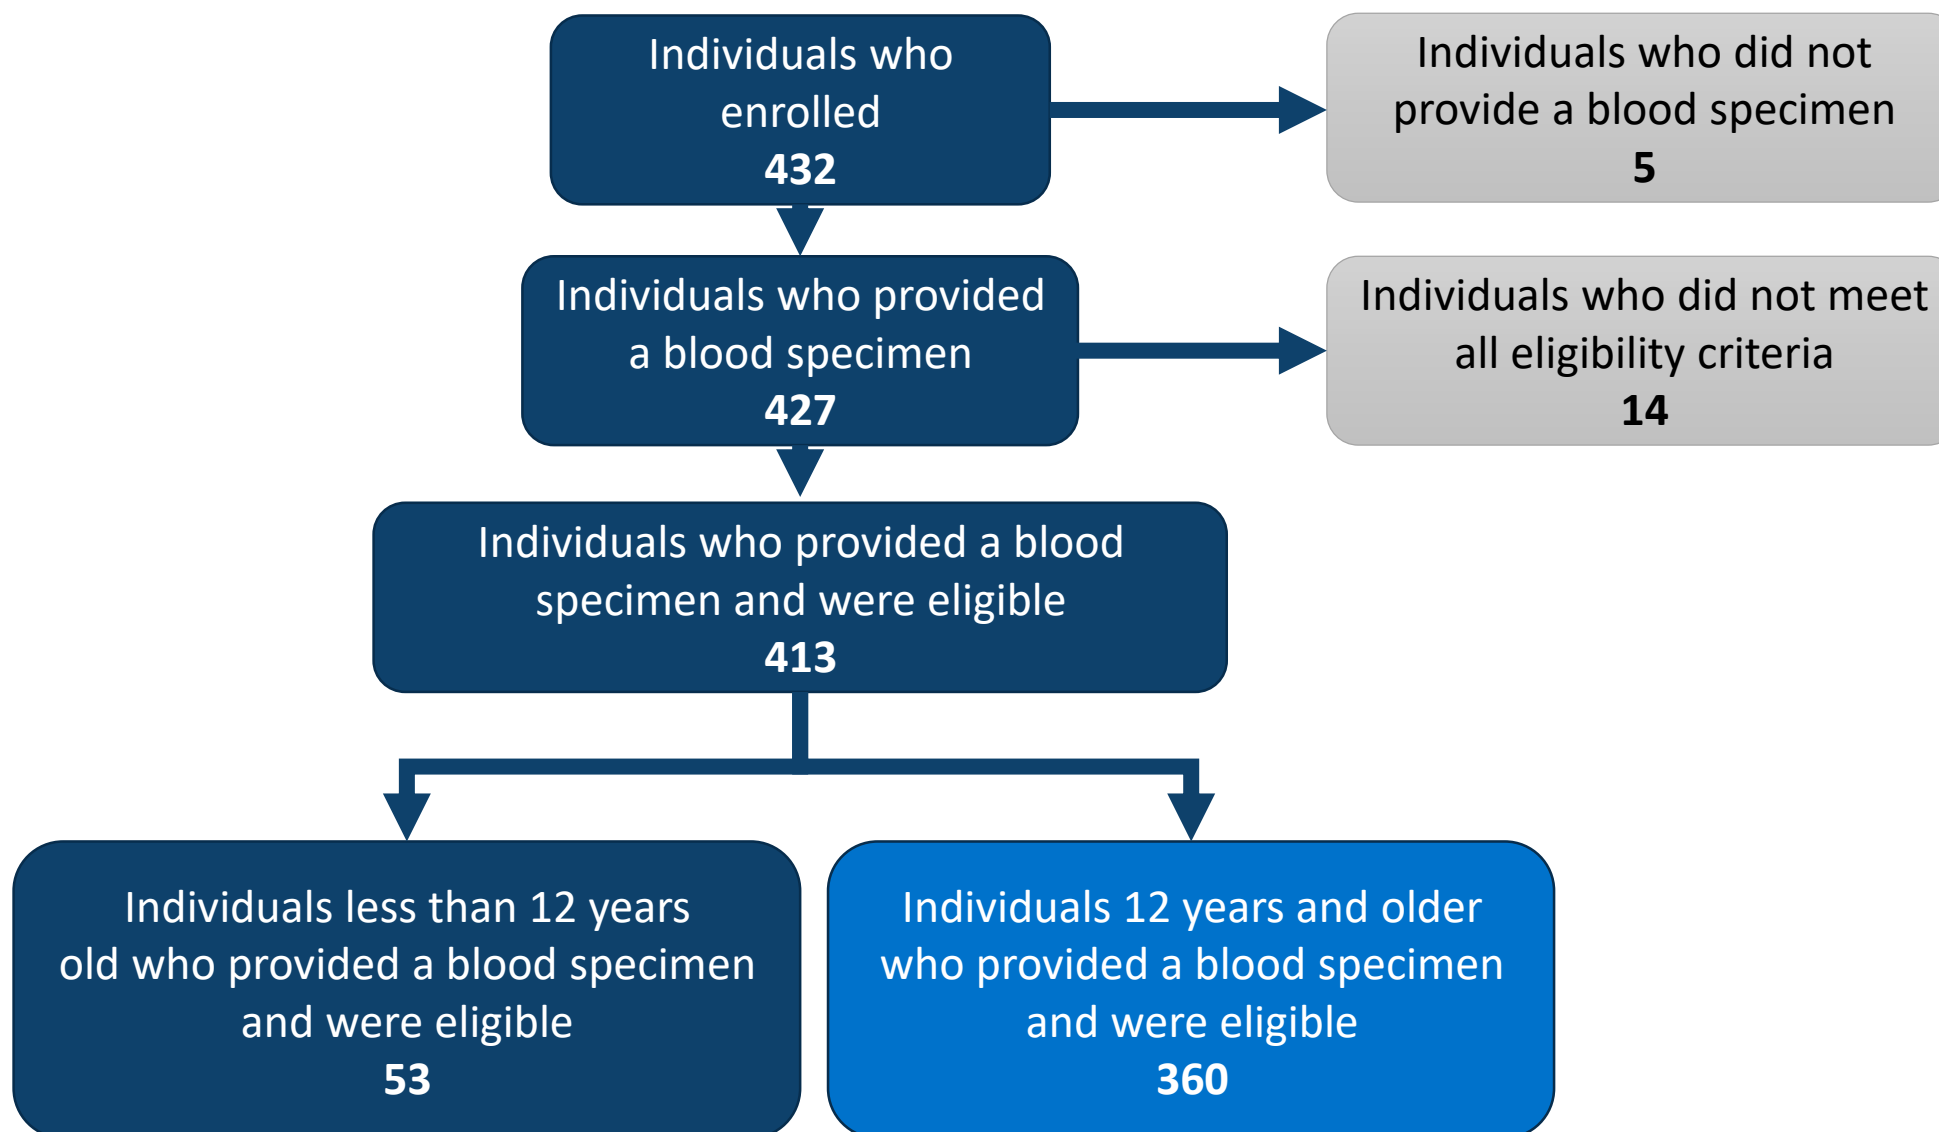 Individuals who
enrolled
432
Individuals who did not
provide a blood specimen
5
Individuals who provided
a blood specimen
427
Individuals who did not meet
all eligibility criteria
14
Individuals who provided a blood
specimen and were eligible
413
Individuals less than 12 years
old who provided a blood specimen
and were eligible
53
Individuals 12 years and older
who provided a blood specimen
and were eligible
360